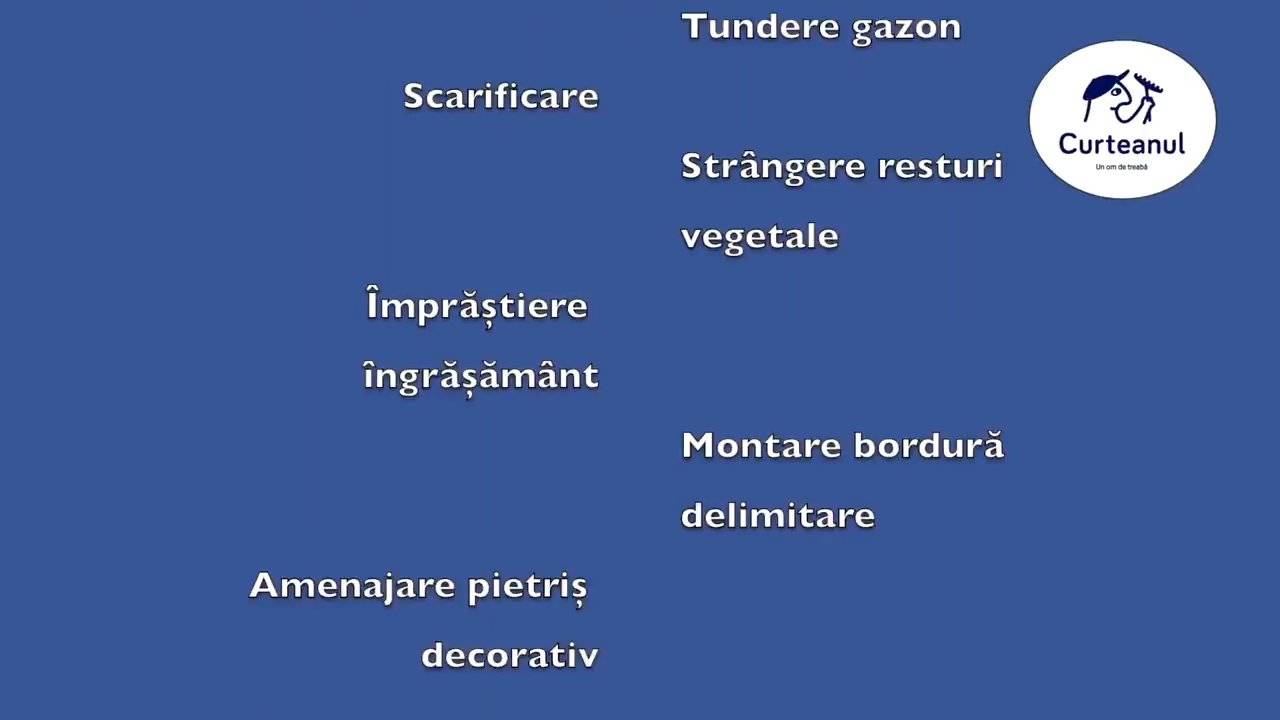 Tundere gazon
Scarificare
Curteanul
Un om de treabă
Strângere resturi
vegetale
Împrăștiere
îngrășământ
Montare bordură
delimitare
Amenajare pietriș
decorativ